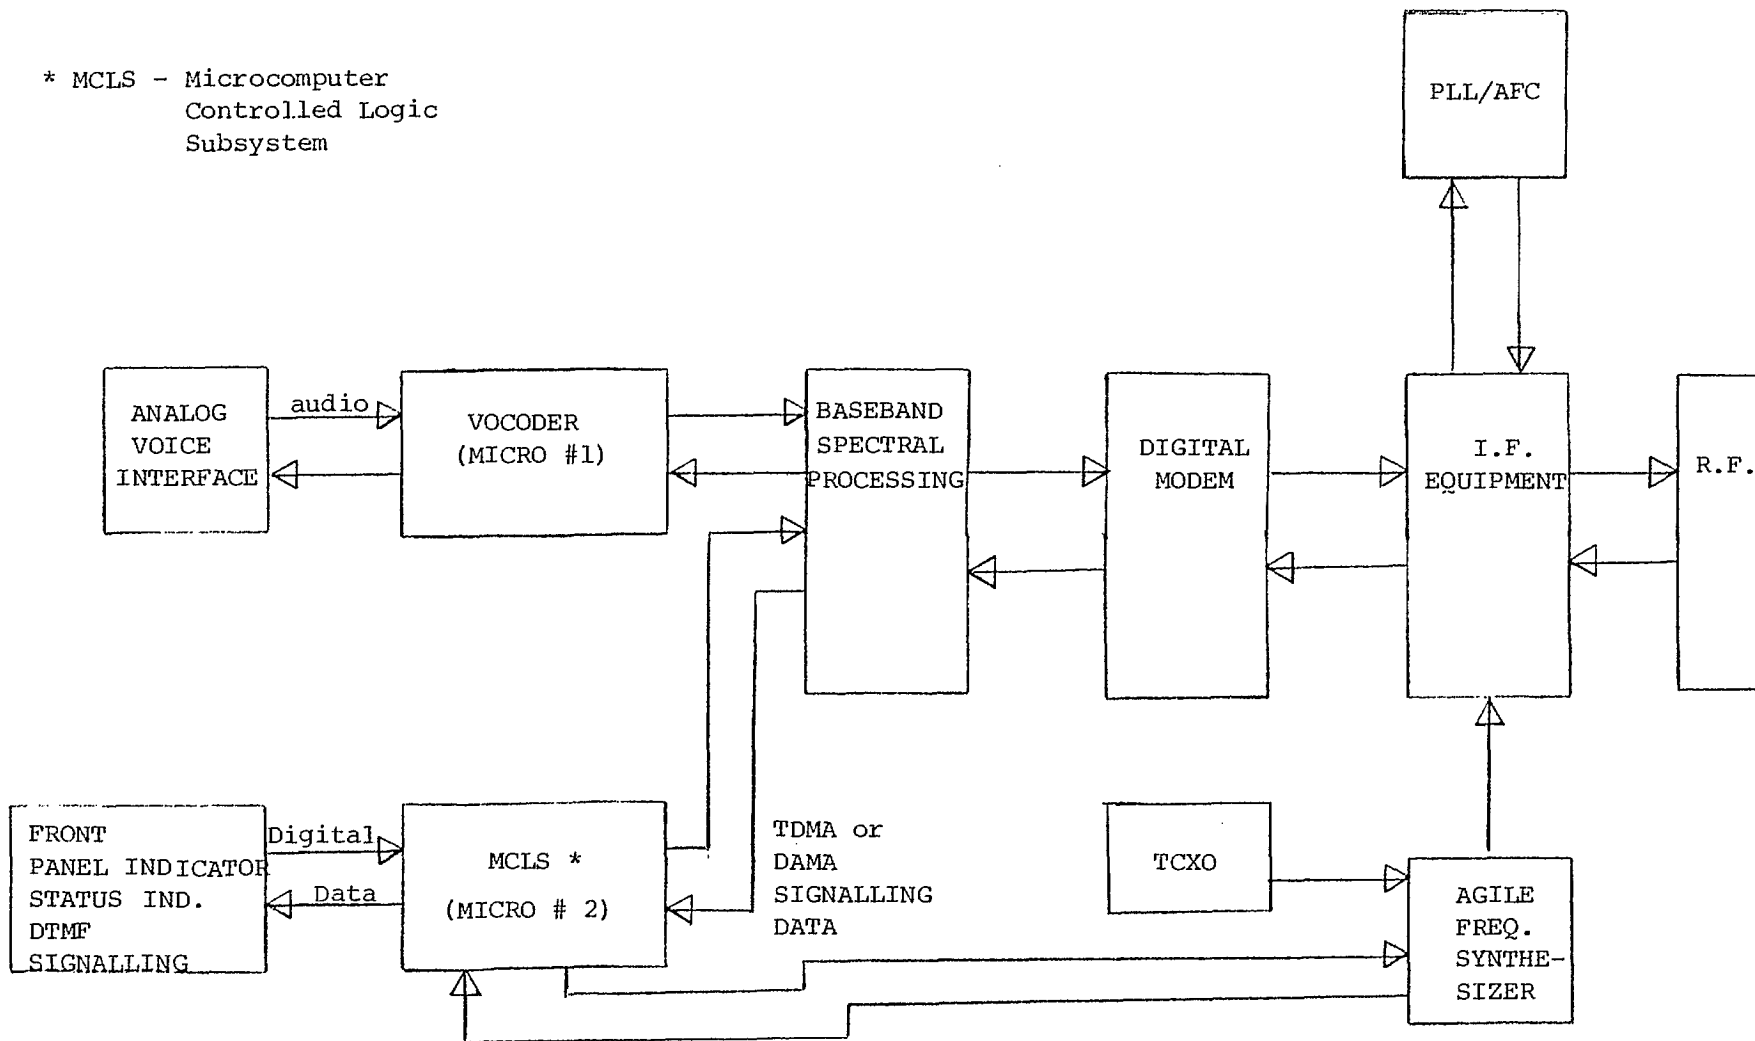 * MCLS - Microcomputer
Controlled Logic
Subsystem
PLL/AFC
ANALOG
VOICE
INTERFACE
audio
VOCODER
(MICRO #1)
BASEBAND
SPECTRAL
PROCESSING
DIGITAL
MODEM
I.F.
EQUIPMENT
R.F.
FRONT
PANEL INDICATOR
STATUS IND.
DTMF
SIGNALLING
Digital
Data
MCLS *
(MICRO # 2)
TDMA or
DAMA
SIGNALLING
DATA
TCXO
AGILE
FREQ.
SYNTHE-
SIZER